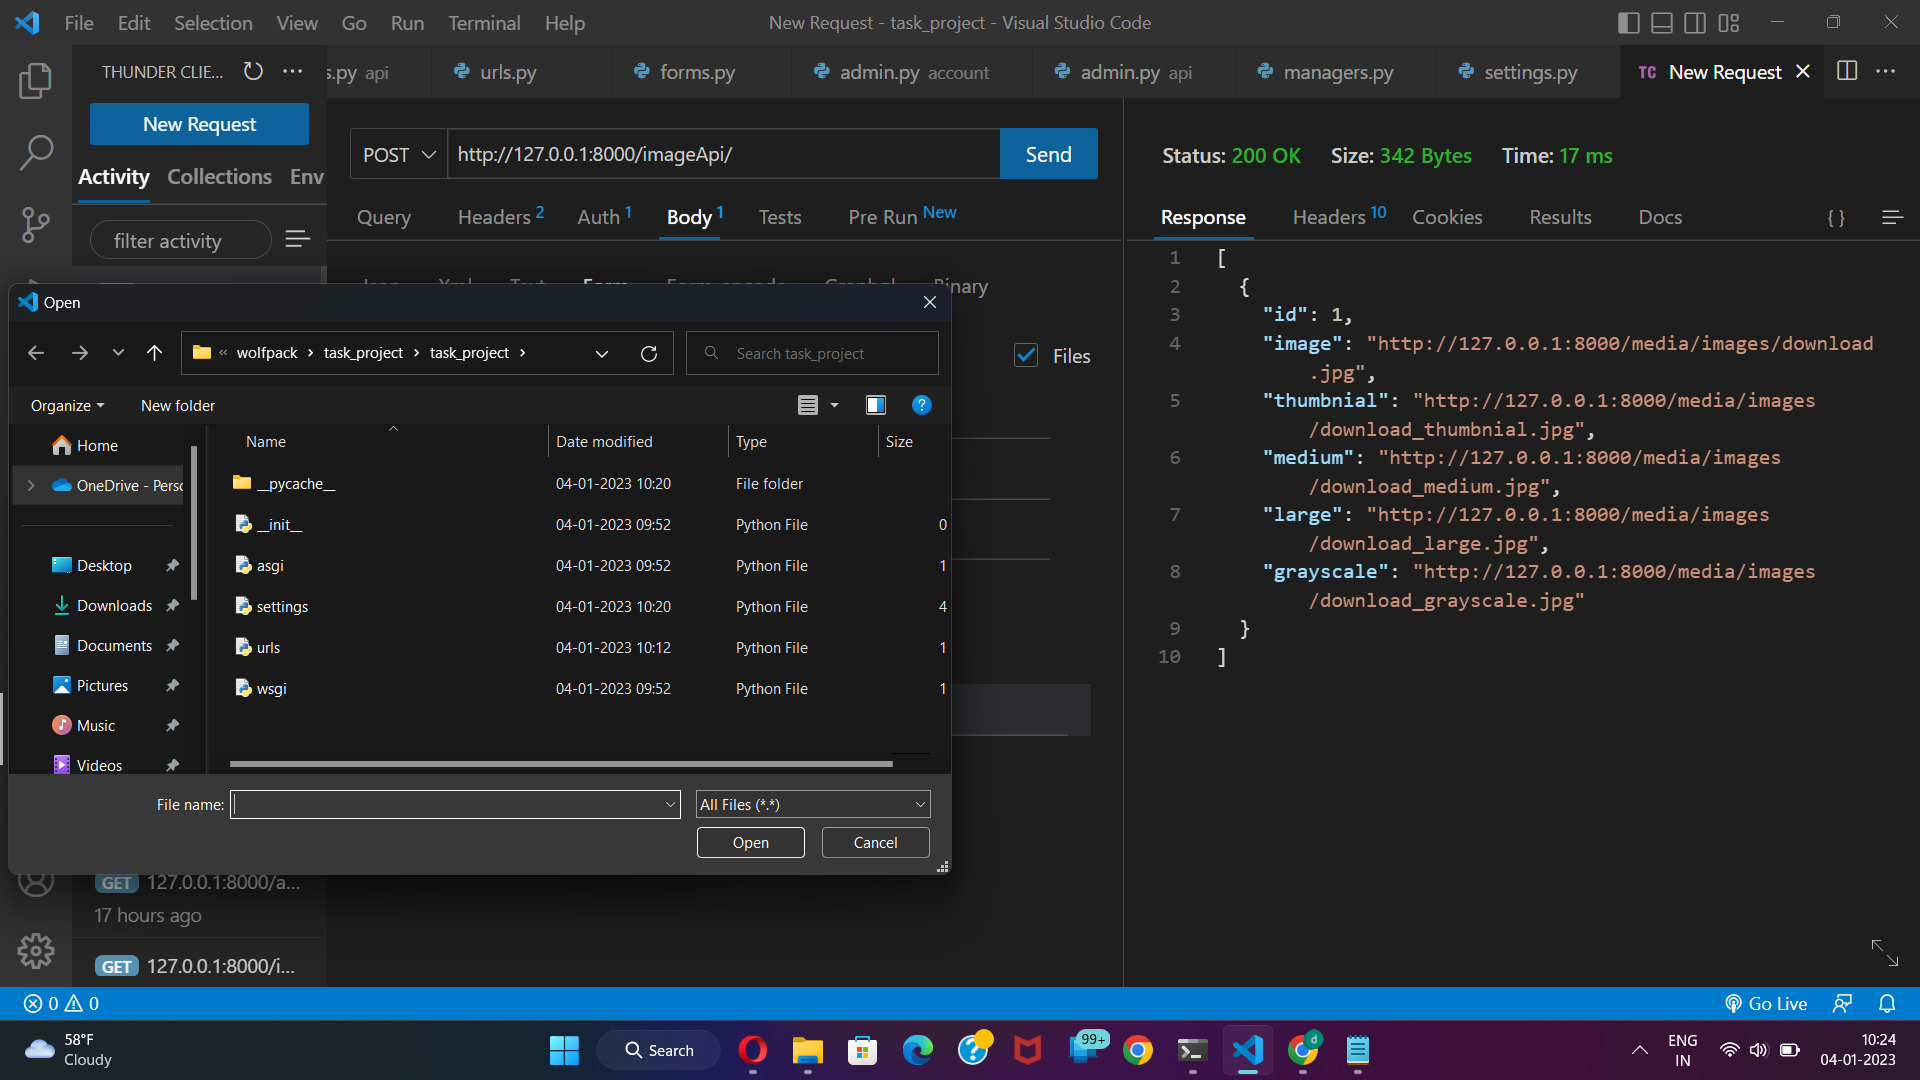 File Edit Selection View Go Run Terminal Help
New Request - task_project - Visual Studio Code
THUNDER CLIE...
s.py api
urls.py
forms.py
admin.py account
admin.py api
managers.py
settings.py
TC New Request
New Request
Activity Collections Env
filter activity
POST http://127.0.0.1:8000/imageApi/ Send
Query Headers 2 Auth 1 Body 1 Tests Pre Run New
Form Binary
Files
Status: 200 OK Size: 342 Bytes Time: 17 ms
Response Headers 10 Cookies Results Docs { }
1 [
2 {
3 "id": 1,
4 "image": "http://127.0.0.1:8000/media/images/download
.jpg",
5 "thumbnial": "http://127.0.0.1:8000/media/images
/download_thumbnial.jpg",
6 "medium": "http://127.0.0.1:8000/media/images
/download_medium.jpg",
7 "large": "http://127.0.0.1:8000/media/images
/download_large.jpg",
8 "grayscale": "http://127.0.0.1:8000/media/images
/download_grayscale.jpg"
9 }
10 ]
Open
« wolfpack › task_project › task_project ›
Search task_project
Organize New folder
Home
OneDrive - Perso
Desktop
Downloads
Documents
Pictures
Music
Videos
Name Date modified Type Size
__pycache__ 04-01-2023 10:20 File folder
__init__ 04-01-2023 09:52 Python File 0
asgi 04-01-2023 09:52 Python File 1
settings 04-01-2023 10:20 Python File 4
urls 04-01-2023 10:12 Python File 1
wsgi 04-01-2023 09:52 Python File 1
File name:
All Files (*.*)
Open Cancel
GET 127.0.0.1:8000/a...
17 hours ago
GET 127.0.0.1:8000/i...
0 0
Go Live
58°F
Cloudy
Search
99+
d
ENG
IN
10:24
04-01-2023